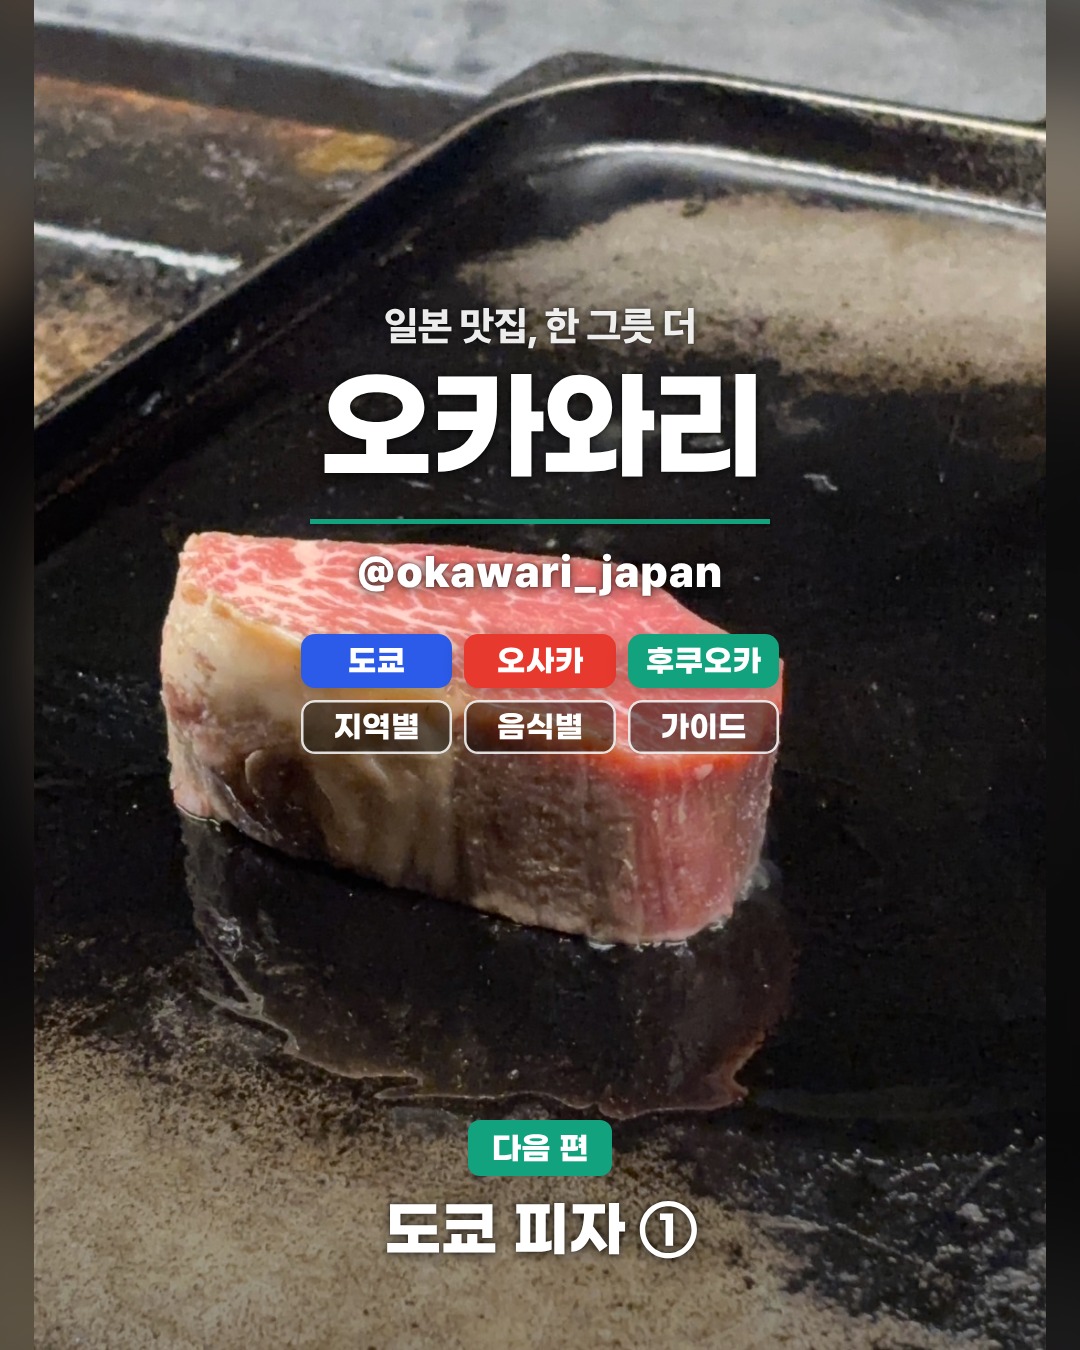 일본 맛집, 한 그릇 더
오카와리
@okawari_japan
도쿄 오사카 후쿠오카
지역별 음식별 가이드
다음 편
도쿄 피자 ①